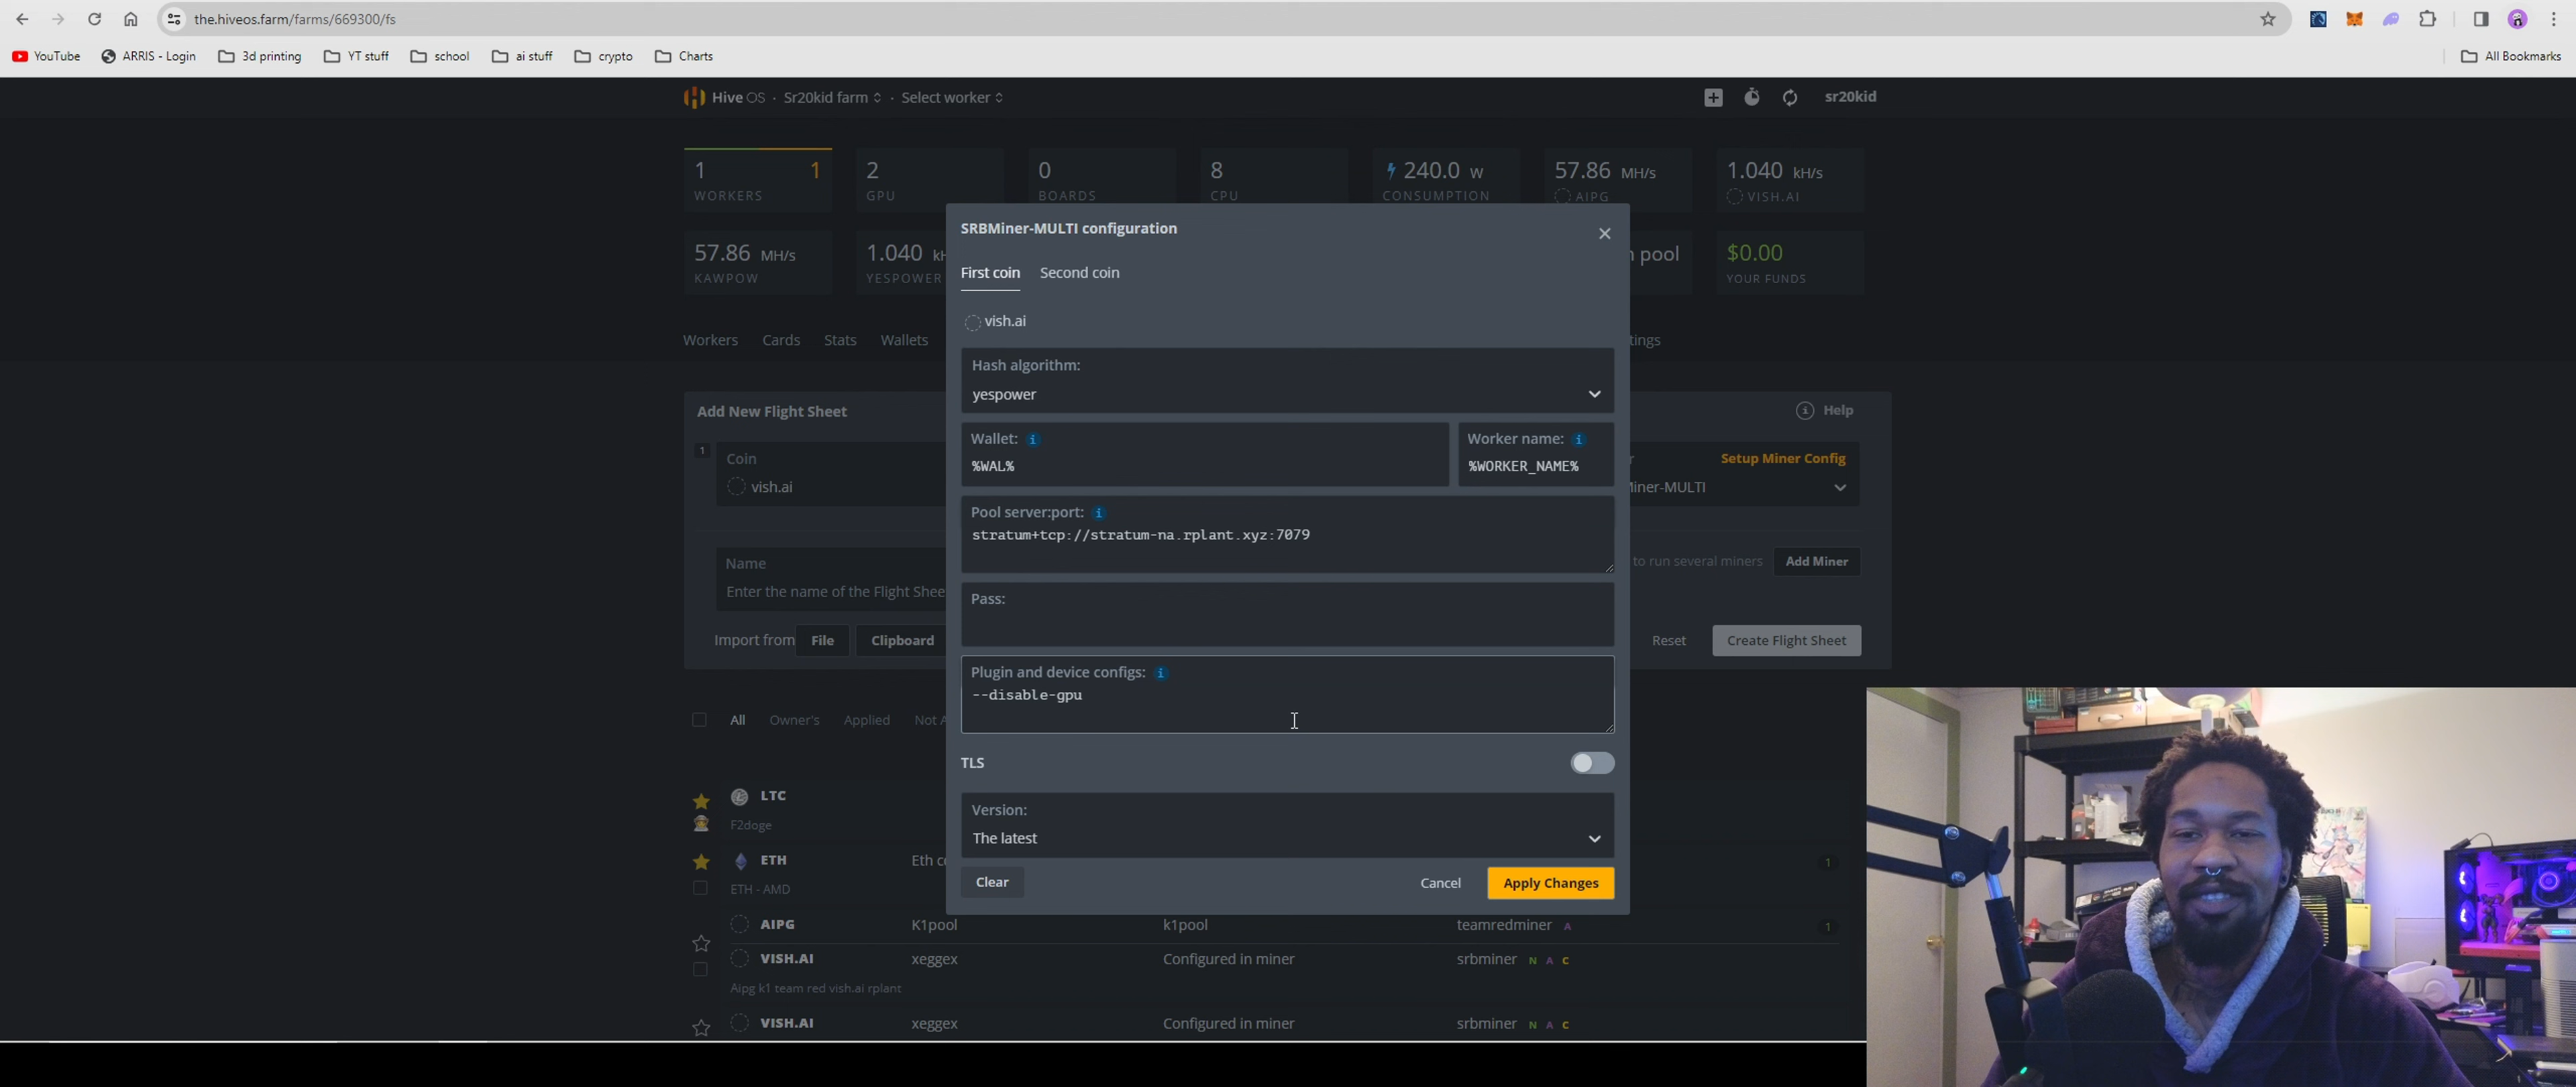 the.hiveos.farm/farms/669300/fs
YouTube ARRIS - Login 3d printing YT stuff school ai stuff crypto Charts All Bookmarks
Hive OS · Sr20kid farm · Select worker sr20kid
1 1 2 0 8 240.0 W 57.86 MH/s 1.040 kH/s
WORKERS GPU BOARDS CPU CONSUMPTION AIPG VISH.AI
57.86 MH/s 1.040 kH pool $0.00
KAWPOW YESPOWER YOUR FUNDS
Workers Cards Stats Wallets tings
SRBMiner-MULTI configuration
First coin Second coin
vish.ai
Hash algorithm:
yespower
Wallet: Worker name:
%WAL% %WORKER_NAME%
Pool server:port:
stratum+tcp://stratum-na.rplant.xyz:7079
Pass:
Plugin and device configs:
--disable-gpu
TLS
Version:
The latest
Clear Cancel Apply Changes
Add New Flight Sheet Help
1 Coin Setup Miner Config
vish.ai Miner-MULTI
Name
Enter the name of the Flight Shee to run several miners Add Miner
Import from File Clipboard Reset Create Flight Sheet
All Owner's Applied Not A
LTC
F2doge
ETH Eth c 1
ETH - AMD
AIPG K1pool k1pool teamredminer A 1
VISH.AI xeggex Configured in miner srbminer N A C
Aipg k1 team red vish.ai rplant
VISH.AI xeggex Configured in miner srbminer N A C